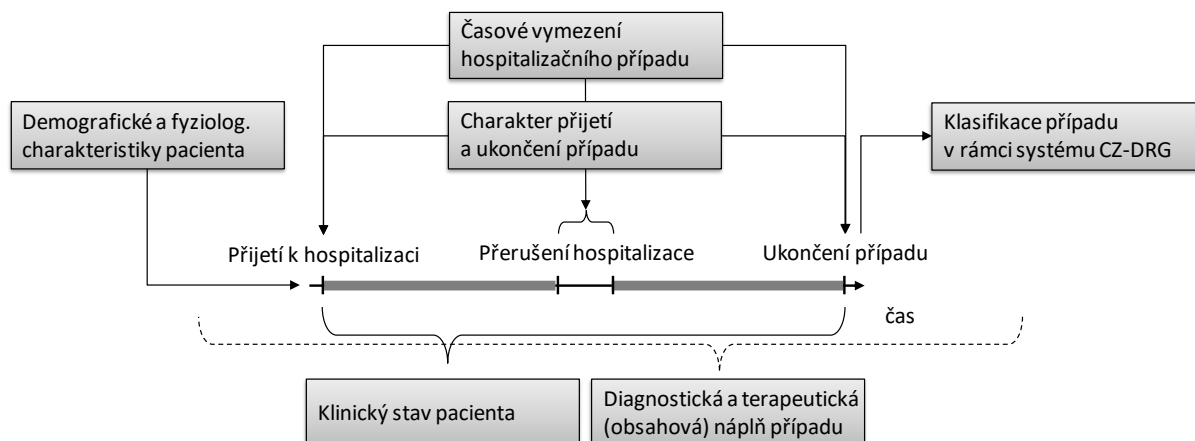 Časové vymezení
hospitalizačního případu
Demografické a fyziolog.
charakteristiky pacienta
Charakter přijetí
a ukončení případu
Klasifikace případu
v rámci systému CZ-DRG
Přijetí k hospitalizaci
Přerušení hospitalizace
Ukončení případu
čas
Klinický stav pacienta
Diagnostická a terapeutická
(obsahová) náplň případu